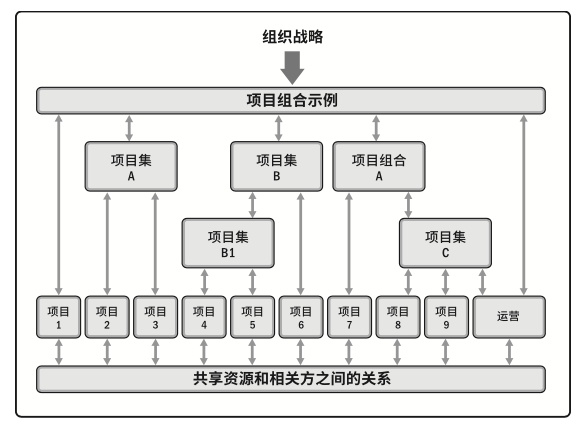 组织战略
项目组合示例
项目集
A
项目集
B
项目组合
A
项目集
B1
项目集
C
项目
1
项目
2
项目
3
项目
4
项目
5
项目
6
项目
7
项目
8
项目
9
运营
共享资源和相关方之间的关系